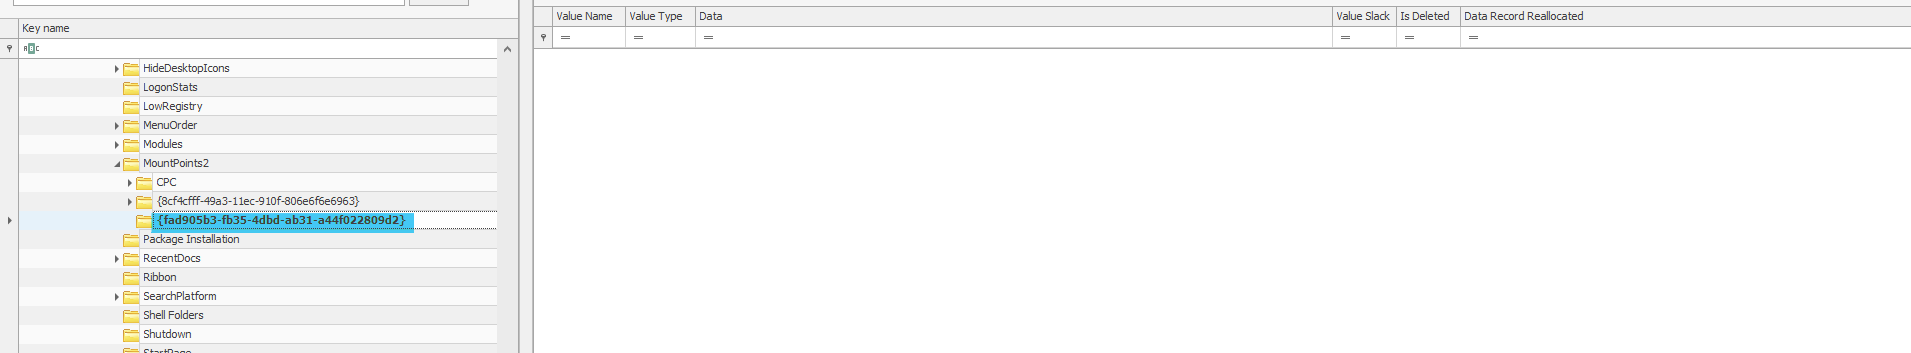 Key name
ABC
HideDesktopIcons
LogonStats
LowRegistry
MenuOrder
Modules
MountPoints2
CPC
{8cf4cfff-49a3-11ec-910f-806e6f6e6963}
{fad905b3-fb35-4dbd-ab31-a44f022809d2}
Package Installation
RecentDocs
Ribbon
SearchPlatform
Shell Folders
Shutdown
StartPage
Value Name Value Type Data Value Slack Is Deleted Data Record Reallocated
= = = = = =